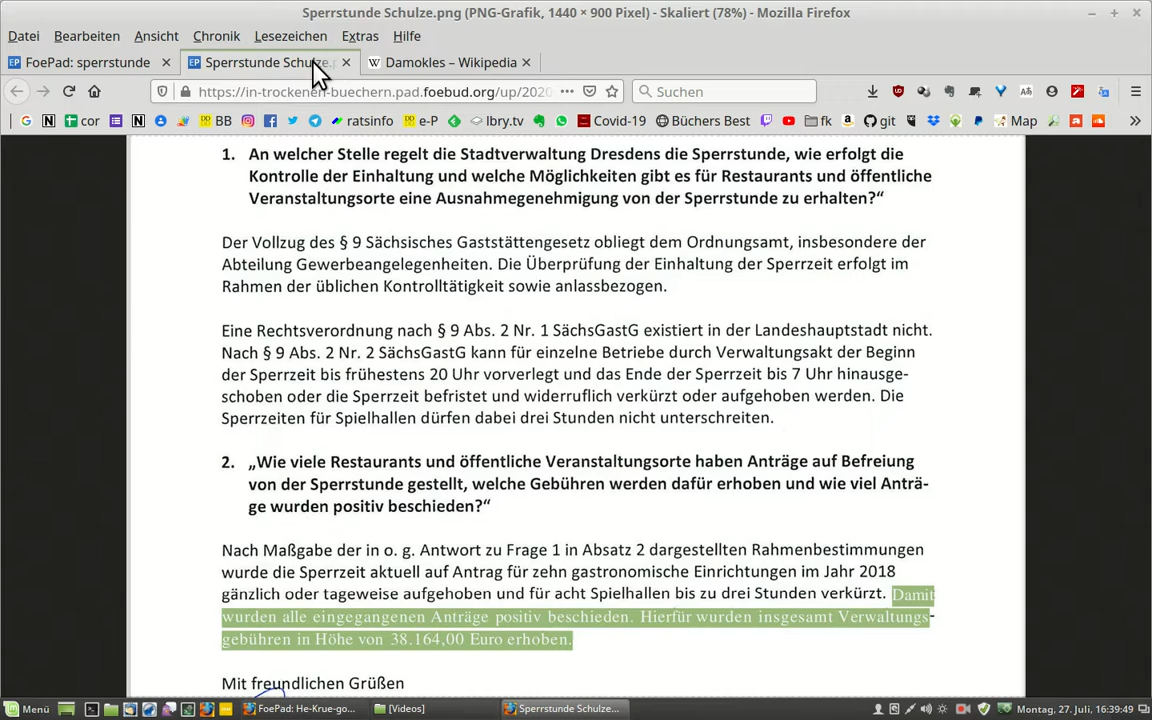 Sperrstunde Schulze.png (PNG-Grafik, 1440 × 900 Pixel) - Skaliert (78%) - Mozilla Firefox
Datei Bearbeiten Ansicht Chronik Lesezeichen Extras Hilfe
FoePad: sperrstunde Sperrstunde Schulze. Damokles – Wikipedia
https://in-trockenen-buechern.pad.foebud.org/up/2020 Suchen
cor BB ratsinfo e-P lbry.tv Covid-19 Büchers Best fk git Map
1. An welcher Stelle regelt die Stadtverwaltung Dresdens die Sperrstunde, wie erfolgt die
Kontrolle der Einhaltung und welche Möglichkeiten gibt es für Restaurants und öffentliche
Veranstaltungsorte eine Ausnahmegenehmigung von der Sperrstunde zu erhalten?“
Der Vollzug des § 9 Sächsisches Gaststättengesetz obliegt dem Ordnungsamt, insbesondere der
Abteilung Gewerbeangelegenheiten. Die Überprüfung der Einhaltung der Sperrzeit erfolgt im
Rahmen der üblichen Kontrolltätigkeit sowie anlassbezogen.
Eine Rechtsverordnung nach § 9 Abs. 2 Nr. 1 SächsGastG existiert in der Landeshauptstadt nicht.
Nach § 9 Abs. 2 Nr. 2 SächsGastG kann für einzelne Betriebe durch Verwaltungsakt der Beginn
der Sperrzeit bis frühestens 20 Uhr vorverlegt und das Ende der Sperrzeit bis 7 Uhr hinausge-
schoben oder die Sperrzeit befristet und widerruflich verkürzt oder aufgehoben werden. Die
Sperrzeiten für Spielhallen dürfen dabei drei Stunden nicht unterschreiten.
2. „Wie viele Restaurants und öffentliche Veranstaltungsorte haben Anträge auf Befreiung
von der Sperrstunde gestellt, welche Gebühren werden dafür erhoben und wie viel Anträ-
ge wurden positiv beschieden?“
Nach Maßgabe der in o. g. Antwort zu Frage 1 in Absatz 2 dargestellten Rahmenbestimmungen
wurde die Sperrzeit aktuell auf Antrag für zehn gastronomische Einrichtungen im Jahr 2018
gänzlich oder tageweise aufgehoben und für acht Spielhallen bis zu drei Stunden verkürzt. Damit
wurden alle eingegangenen Anträge positiv beschieden. Hierfür wurden insgesamt Verwaltungs-
gebühren in Höhe von 38.164,00 Euro erhoben.
Mit freundlichen Grüßen
Menü FoePad: He-Krue-go... [Videos] Sperrstunde Schulze... Montag, 27. Juli, 16:39:49